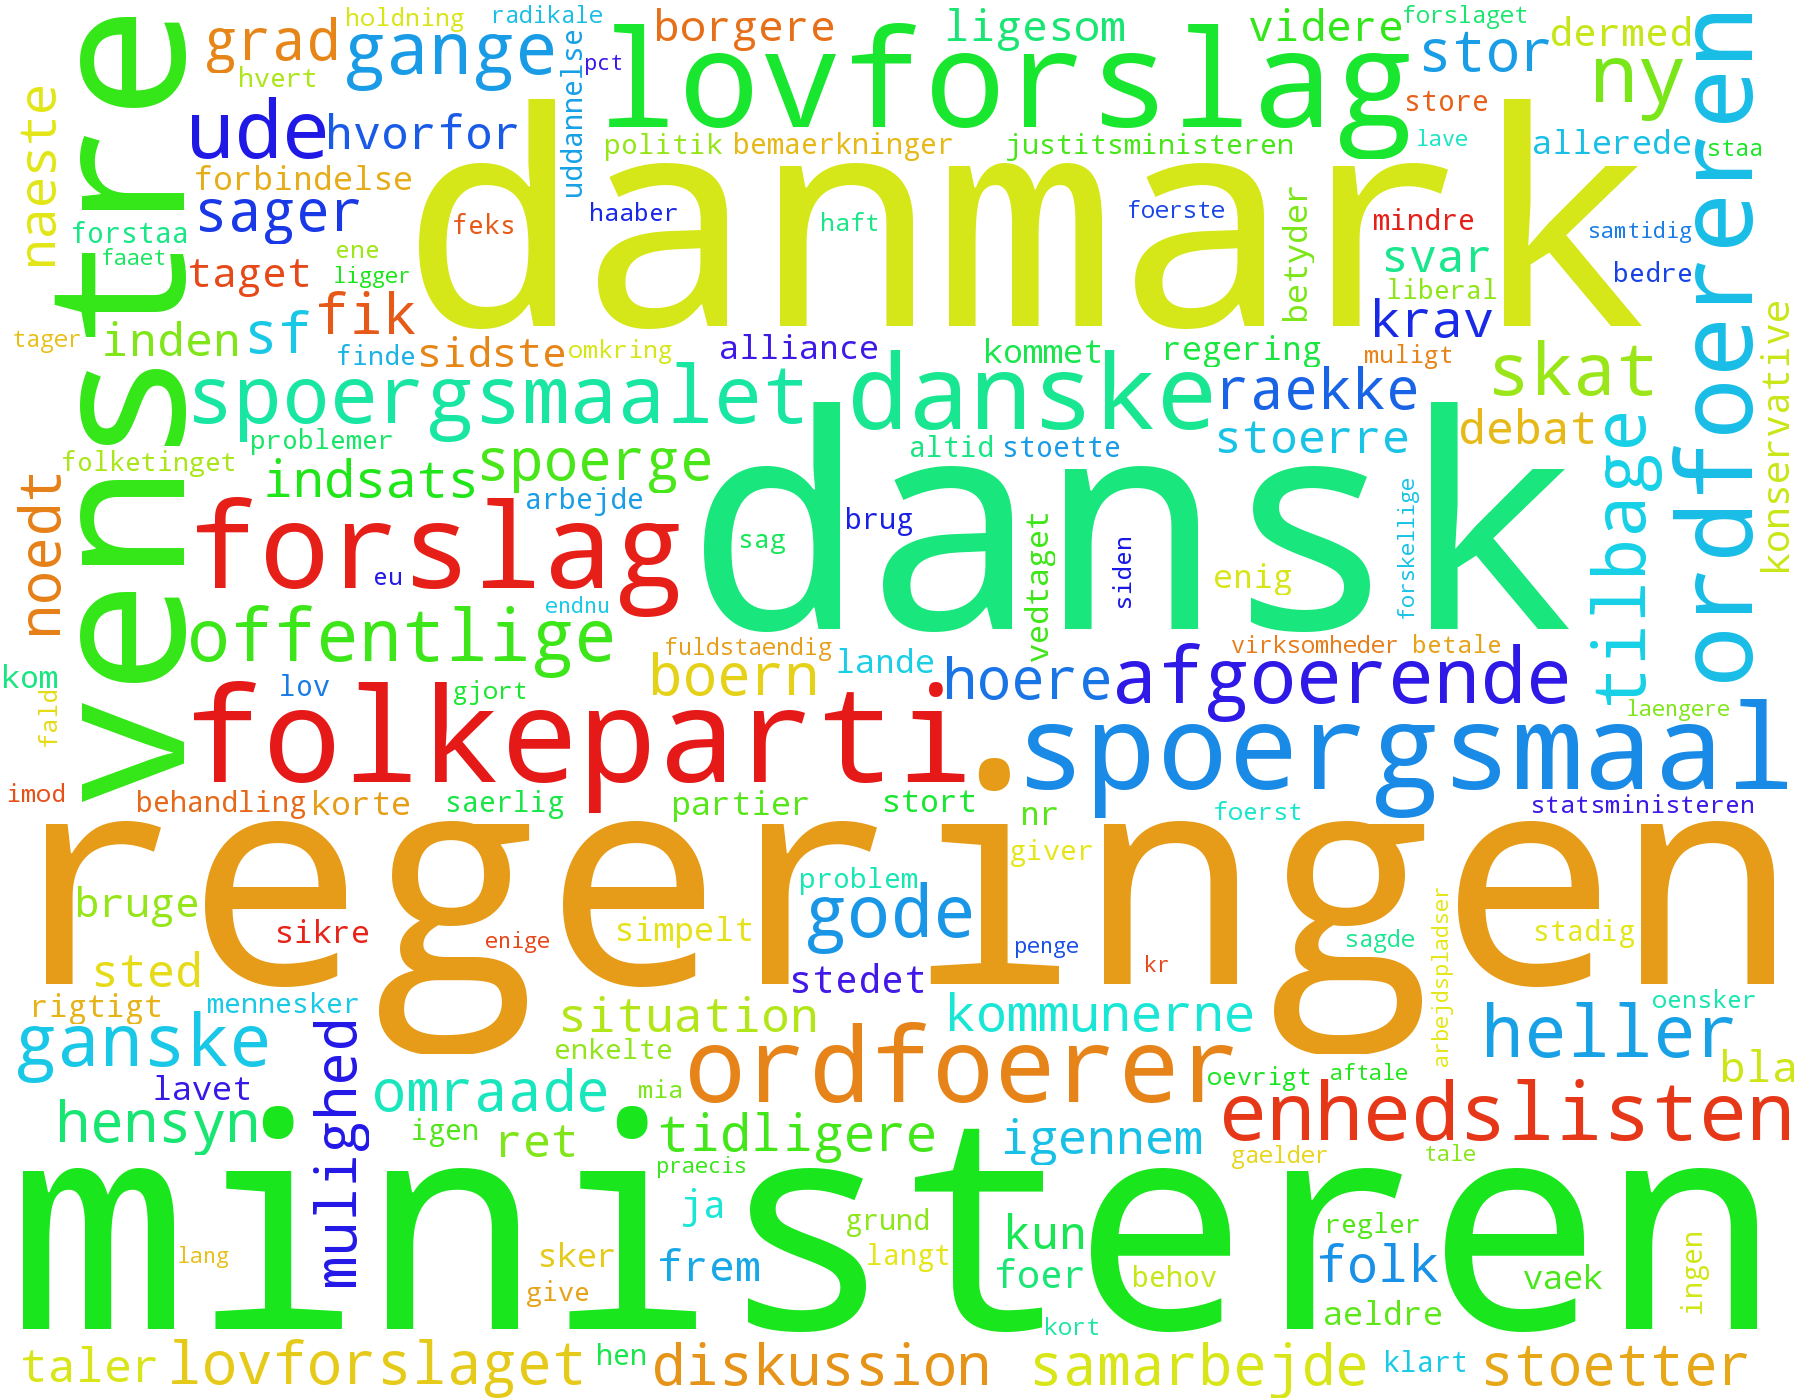 holdning
radikale
borgere
ligesom
videre
forslaget
dermed
grad
gange
lovforslag
stor
ny
hvert
pct
uddannelse
venstre
naeste
ude
hvorfor
politik
bemaerkninger
justitsministeren
store
lave
allerede
staa
ordfoereren
forbindelse
danmark
sager
haaber
feks
haft
foerste
betyder
mindre
samtidig
forstaa
faaet
ene
ligger
taget
svar
bedre
liberal
fik
krav
konservative
tager
inden
sf
finde
sidste
omkring
alliance
kommet
regering
muligt
skat
spoergsmaalet
danske
raekke
debat
problemer
altid
stoette
stoerre
tilbage
folketinget
indsats
spoerge
dansk
noedt
arbejde
brug
forslag
sag
vedtaget
siden
forskellige
eu
enig
endnu
offentlige
fuldstaendig
virksomheder
betale
kom
fald
lov
gjort
boern
lande
hoere
afgoerende
folkeparti
spoergsmaal
laengere
imod
behandling
korte
saerlig
partier
stort
nr
foerst
statsministeren
regeringen
giver
bruge
problem
gode
sikre
enige
simpelt
penge
kr
sagde
arbejdspladser
stadig
sted
stedet
rigtigt
mennesker
situation
kommunerne
oensker
ganske
mulighed
enkelte
ordfoerer
heller
bla
lavet
omraade
mia
oevrigt
aftale
hensyn
igen
ret
tidligere
igennem
enhedslisten
ministeren
praecis
gaelder
tale
ja
grund
kun
regler
lang
sker
frem
langt
foer
behov
folk
vaek
ingen
give
aeldre
kort
taler
lovforslaget
hen
diskussion
samarbejde
klart
stoetter